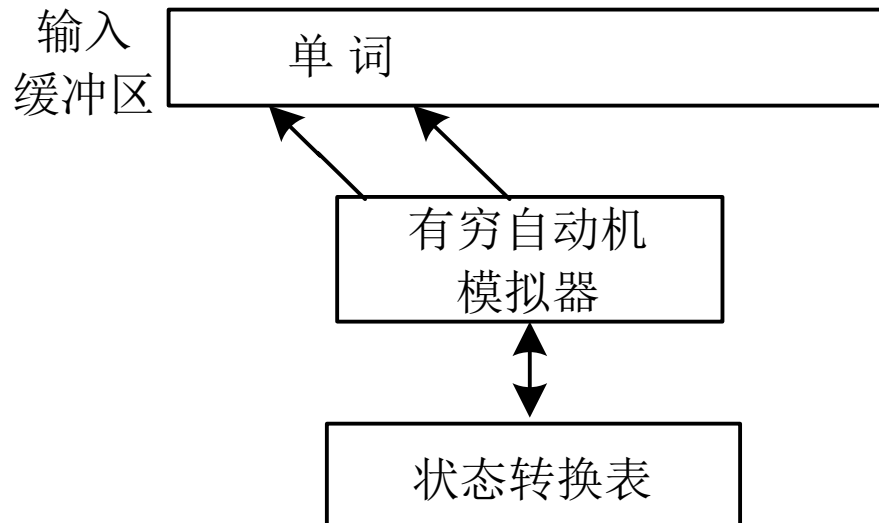 输入
缓冲区
单 词
有穷自动机
模拟器
状态转换表